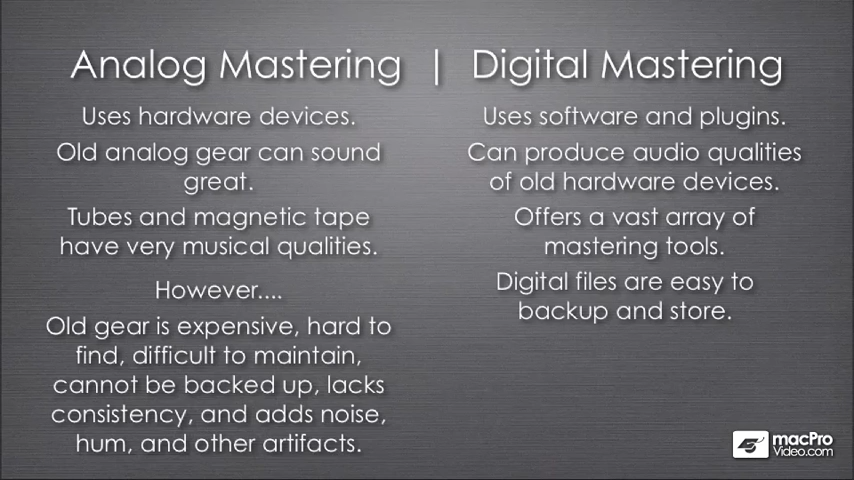 Analog Mastering | Digital Mastering
Uses hardware devices.
Old analog gear can sound
great.
Tubes and magnetic tape
have very musical qualities.
However....
Old gear is expensive, hard to
find, difficult to maintain,
cannot be backed up, lacks
consistency, and adds noise,
hum, and other artifacts.
Uses software and plugins.
Can produce audio qualities
of old hardware devices.
Offers a vast array of
mastering tools.
Digital files are easy to
backup and store.
macPro
Video.com